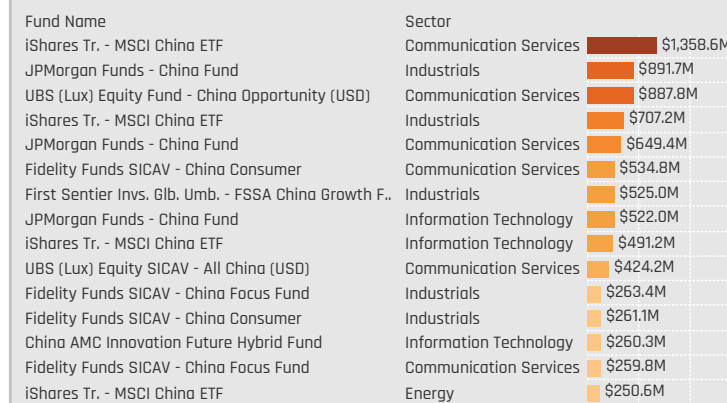 Fund Name Sector
iShares Tr. - MSCI China ETF Communication Services $1,358.6M
JPMorgan Funds - China Fund Industrials $891.7M
UBS (Lux) Equity Fund - China Opportunity (USD) Communication Services $887.8M
iShares Tr. - MSCI China ETF Industrials $707.2M
JPMorgan Funds - China Fund Communication Services $649.4M
Fidelity Funds SICAV - China Consumer Communication Services $534.8M
First Sentier Invs. Glb. Umb. - FSSA China Growth F.. Industrials $525.0M
JPMorgan Funds - China Fund Information Technology $522.0M
iShares Tr. - MSCI China ETF Information Technology $491.2M
UBS (Lux) Equity SICAV - All China (USD) Communication Services $424.2M
Fidelity Funds SICAV - China Focus Fund Industrials $263.4M
Fidelity Funds SICAV - China Consumer Industrials $261.1M
China AMC Innovation Future Hybrid Fund Information Technology $260.3M
Fidelity Funds SICAV - China Focus Fund Communication Services $259.8M
iShares Tr. - MSCI China ETF Energy $250.6M